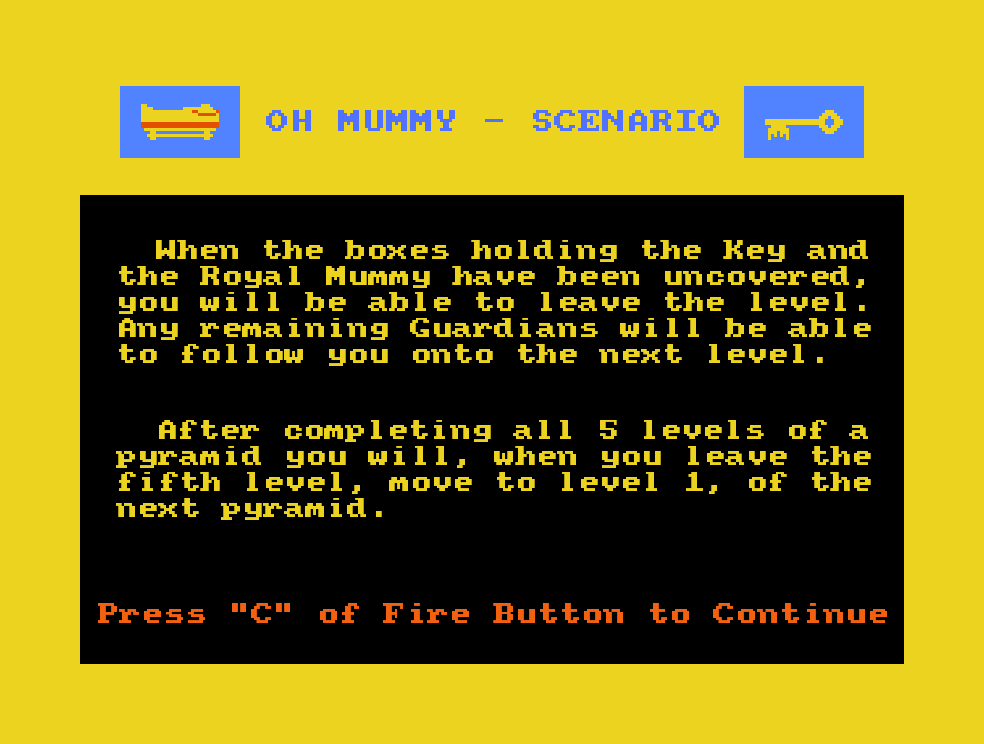 OH MUMMY - SCENARIO
When the boxes holding the Key and
the Royal Mummy have been uncovered,
you will be able to leave the level.
Any remaining Guardians will be able
to follow you onto the next level.
After completing all 5 levels of a
pyramid you will, when you leave the
fifth level, move to level 1, of the
next pyramid.
Press "C" of Fire Button to Continue